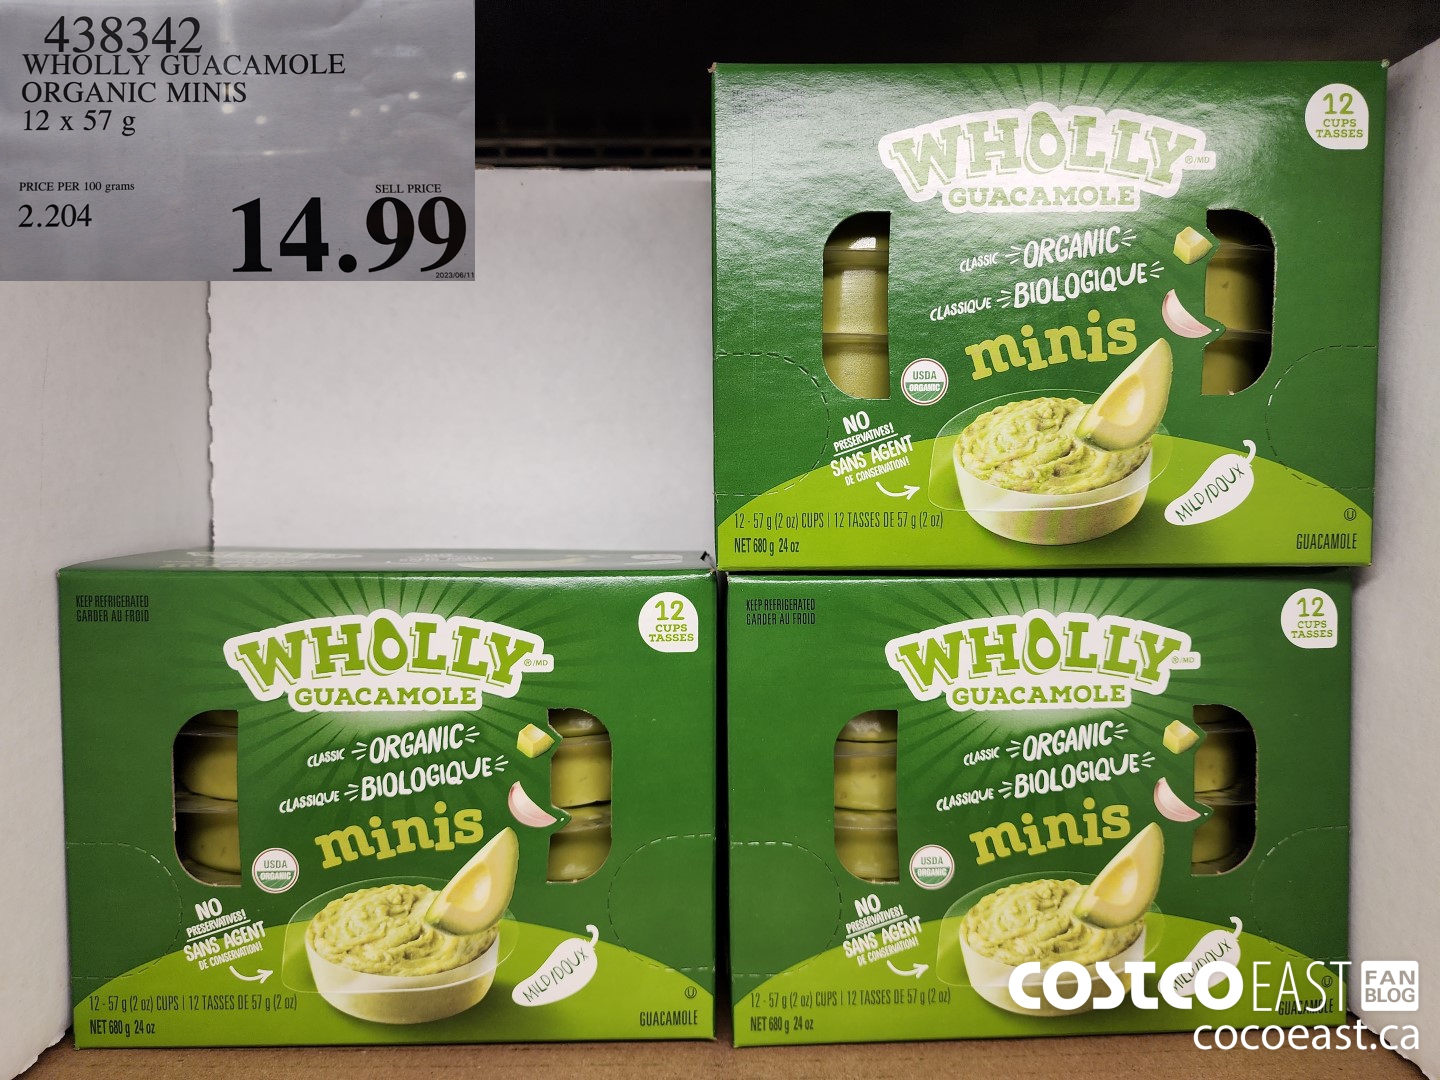 438342
WHOLLY GUACAMOLE
ORGANIC MINIS
12 x 57 g
PRICE PER 100 grams
2.204
SELL PRICE
14.99
2023/06/11
12
CUPS
TASSES
WHOLLY ®/MD
GUACAMOLE
CLASSIC ORGANIC
CLASSIQUE BIOLOGIQUE
minis
USDA
ORGANIC
NO
PRESERVATIVES!
SANS AGENT
DE CONSERVATION!
MILD/DOUX
12 - 57 g (2 oz) CUPS | 12 TASSES DE 57 g (2 oz)
NET 680 g 24 oz
U
GUACAMOLE
KEEP REFRIGERATED
GARDER AU FROID
12
CUPS
TASSES
WHOLLY ®/MD
GUACAMOLE
CLASSIC ORGANIC
CLASSIQUE BIOLOGIQUE
minis
USDA
ORGANIC
NO
PRESERVATIVES!
SANS AGENT
DE CONSERVATION!
MILD/DOUX
12 - 57 g (2 oz) CUPS | 12 TASSES DE 57 g (2 oz)
NET 680 g 24 oz
U
GUACAMOLE
KEEP REFRIGERATED
GARDER AU FROID
12
CUPS
TASSES
WHOLLY ®/MD
GUACAMOLE
CLASSIC ORGANIC
CLASSIQUE BIOLOGIQUE
minis
USDA
ORGANIC
NO
PRESERVATIVES!
SANS AGENT
DE CONSERVATION!
MILD/DOUX
12 - 57 g (2 oz) CUPS | 12 TASSES DE 57 g (2 oz)
NET 680 g 24 oz
U
GUACAMOLE
COSTCO EAST FAN BLOG
cocoeast.ca